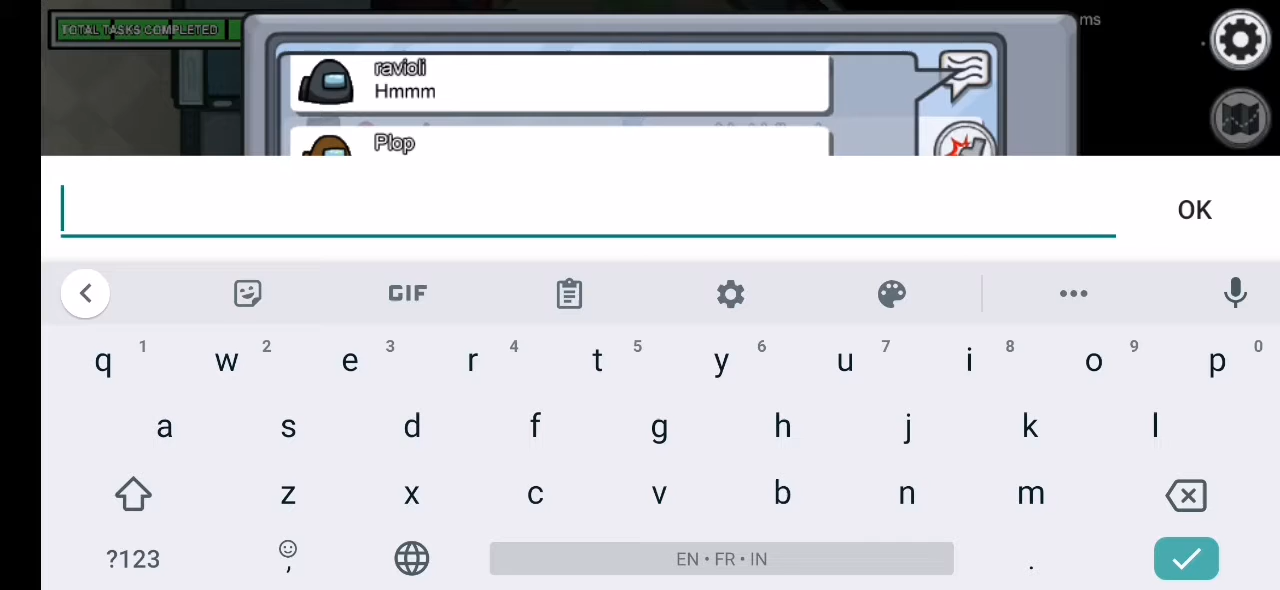 TOTAL TASKS COMPLETED
ms
ravioli
Hmmm
Plop
OK
GIF
q 1 w 2 e 3 r 4 t 5 y 6 u 7 i 8 o 9 p 0
a s d f g h j k l
z x c v b n m
?123 , EN • FR • IN .